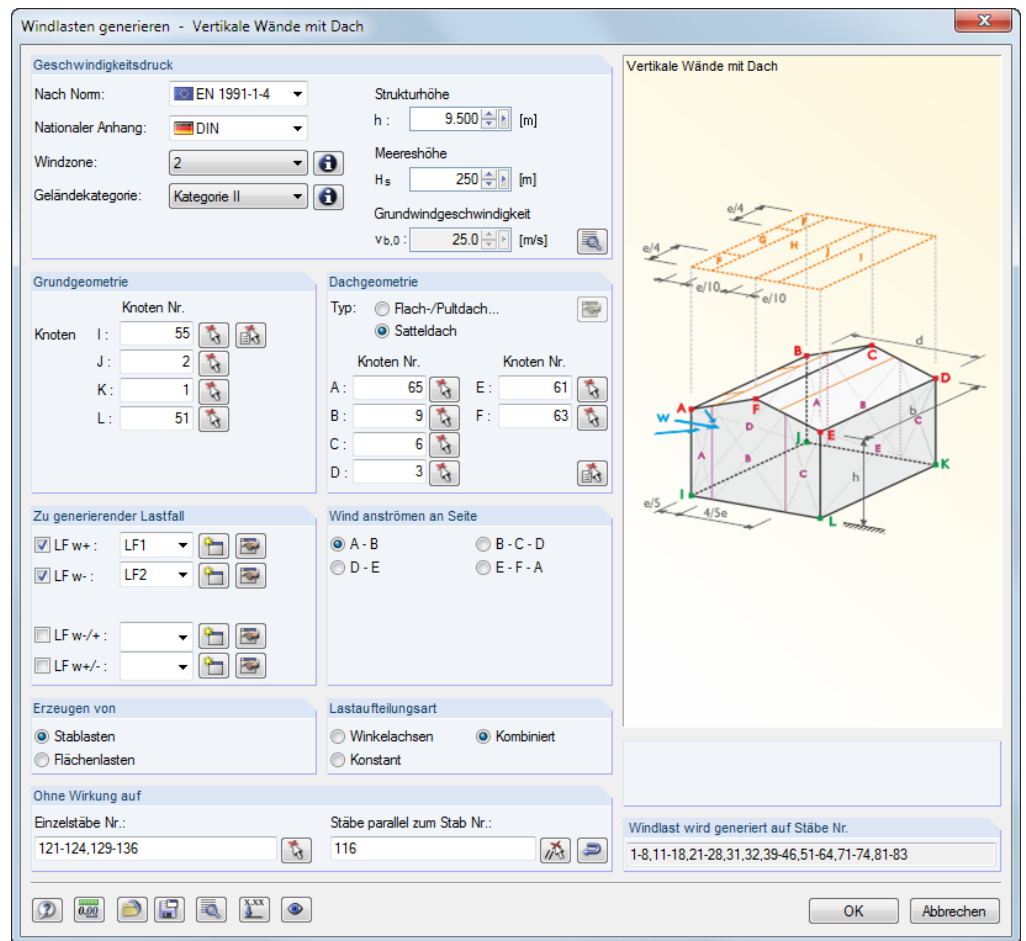 Windlasten generieren - Vertikale Wände mit Dach
Geschwindigkeitsdruck
Nach Norm: EN 1991-1-4
Nationaler Anhang: DIN
Windzone: 2
Geländekategorie: Kategorie II
Strukturhöhe
h : 9.500 [m]
Meereshöhe
Hs 250 [m]
Grundwindgeschwindigkeit
vb,0 : 25.0 [m/s]
Grundgeometrie
Knoten Nr.
Knoten I : 55
J : 2
K : 1
L : 51
Dachgeometrie
Typ: Flach-/Pultdach...
Satteldach
Knoten Nr. Knoten Nr.
A : 65 E : 61
B : 9 F : 63
C : 6
D : 3
Zu generierender Lastfall
LF w+ : LF1
LF w- : LF2
LF w-/+ :
LF w+/- :
Wind anströmen an Seite
A - B B - C - D
D - E E - F - A
Erzeugen von
Stablasten
Flächenlasten
Lastaufteilungsart
Winkelachsen Kombiniert
Konstant
Ohne Wirkung auf
Einzelstäbe Nr.: Stäbe parallel zum Stab Nr.:
121-124,129-136 116
Vertikale Wände mit Dach
e/4
F
G H
J
e/4
F I
e/10
e/10
d
B C
D
A F
W
A B
b
D E C
J E
A B
C h K
I
e/5
4/5e L
Windlast wird generiert auf Stäbe Nr.
1-8,11-18,21-28,31,32,39-46,51-64,71-74,81-83
0.00
x.xx
OK Abbrechen